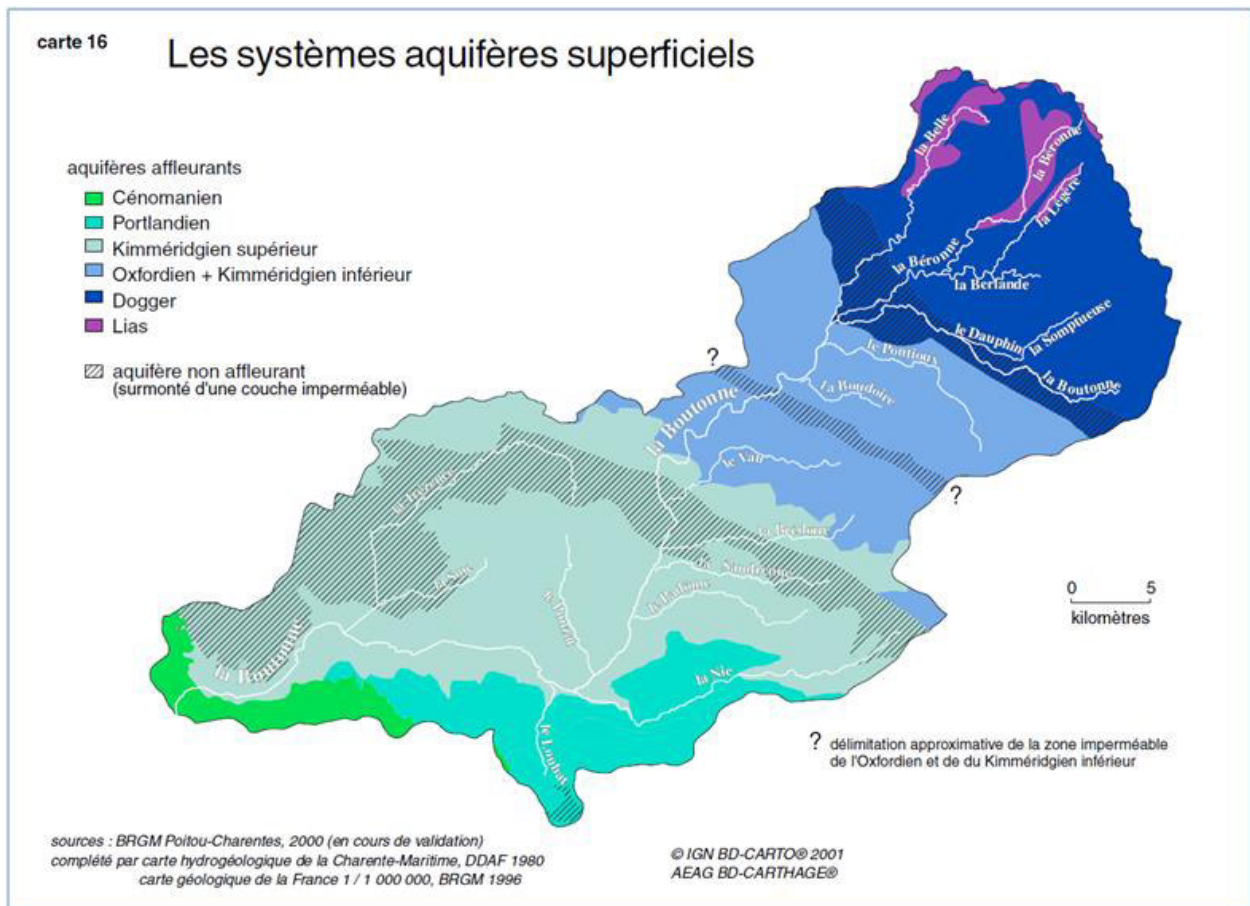 carte 16
Les systèmes aquifères superficiels
aquifères affleurants
Cénomanien
Portlandien
Kimméridgien supérieur
Oxfordien + Kimméridgien inférieur
Dogger
Lias
aquifère non affleurant
(surmonté d'une couche imperméable)
la Belle
la Béronne
la Légère
la Béronne
la Berlande
le Dauphin
la Somptueuse
la Boutonne
le Pontioux
la Boudoire
?
la Boutonne
le Vau
?
la Brédoire
la Trézence
la Nie
la Boutonne
0 5
kilomètres
? délimitation approximative de la zone imperméable
de l'Oxfordien et de du Kimméridgien inférieur
sources : BRGM Poitou-Charentes, 2000 (en cours de validation)
complété par carte hydrogéologique de la Charente-Maritime, DDAF 1980
carte géologique de la France 1 / 1 000 000, BRGM 1996
© IGN BD-CARTO® 2001
AEAG BD-CARTHAGE®